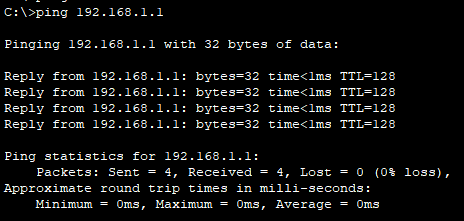 C:\>ping 192.168.1.1
Pinging 192.168.1.1 with 32 bytes of data:
Reply from 192.168.1.1: bytes=32 time<1ms TTL=128
Reply from 192.168.1.1: bytes=32 time<1ms TTL=128
Reply from 192.168.1.1: bytes=32 time<1ms TTL=128
Reply from 192.168.1.1: bytes=32 time<1ms TTL=128
Ping statistics for 192.168.1.1:
    Packets: Sent = 4, Received = 4, Lost = 0 (0% loss),
Approximate round trip times in milli-seconds:
    Minimum = 0ms, Maximum = 0ms, Average = 0ms